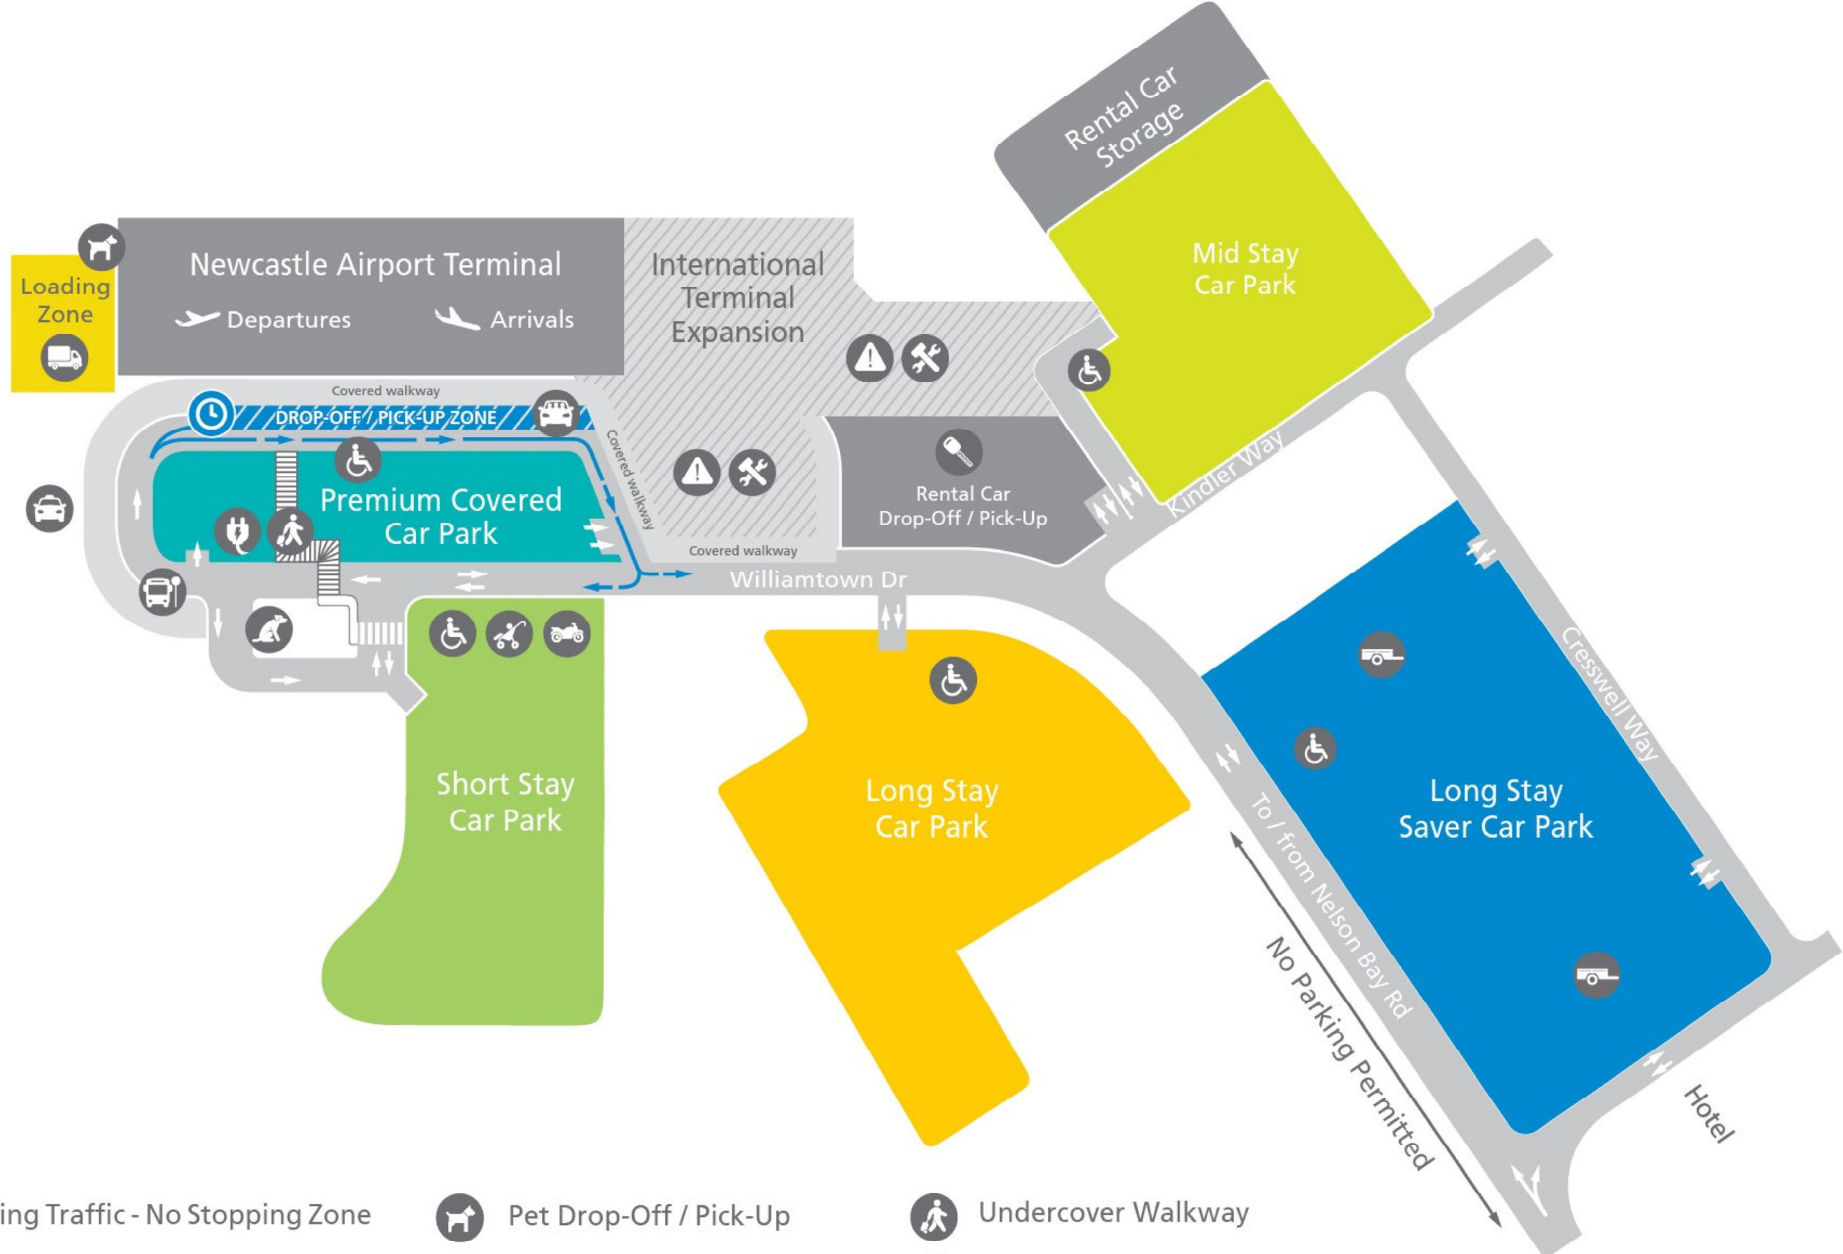 Rental Car
Storage
Mid Stay
Car Park
Newcastle Airport Terminal
Departures
Arrivals
International
Terminal
Expansion
Loading
Zone
Covered walkway
DROP-OFF / PICK-UP ZONE
Covered walkway
Premium Covered
Car Park
Rental Car
Drop-Off / Pick-Up
Kindler Way
Covered walkway
Williamtown Dr
Cresswell Way
Short Stay
Car Park
Long Stay
Car Park
Long Stay
Saver Car Park
To / from Nelson Bay Rd
No Parking Permitted
Hotel
ing Traffic - No Stopping Zone
Pet Drop-Off / Pick-Up
Undercover Walkway